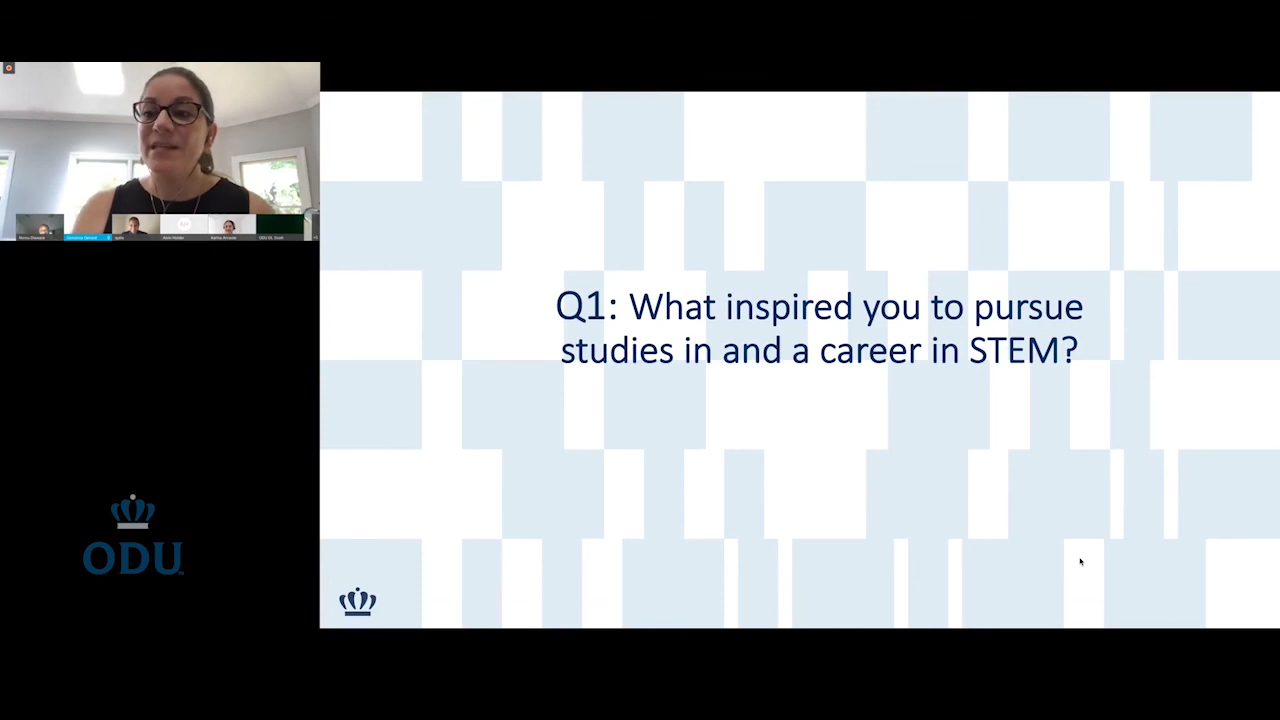 Q1: What inspired you to pursue
studies in and a career in STEM?
ODU